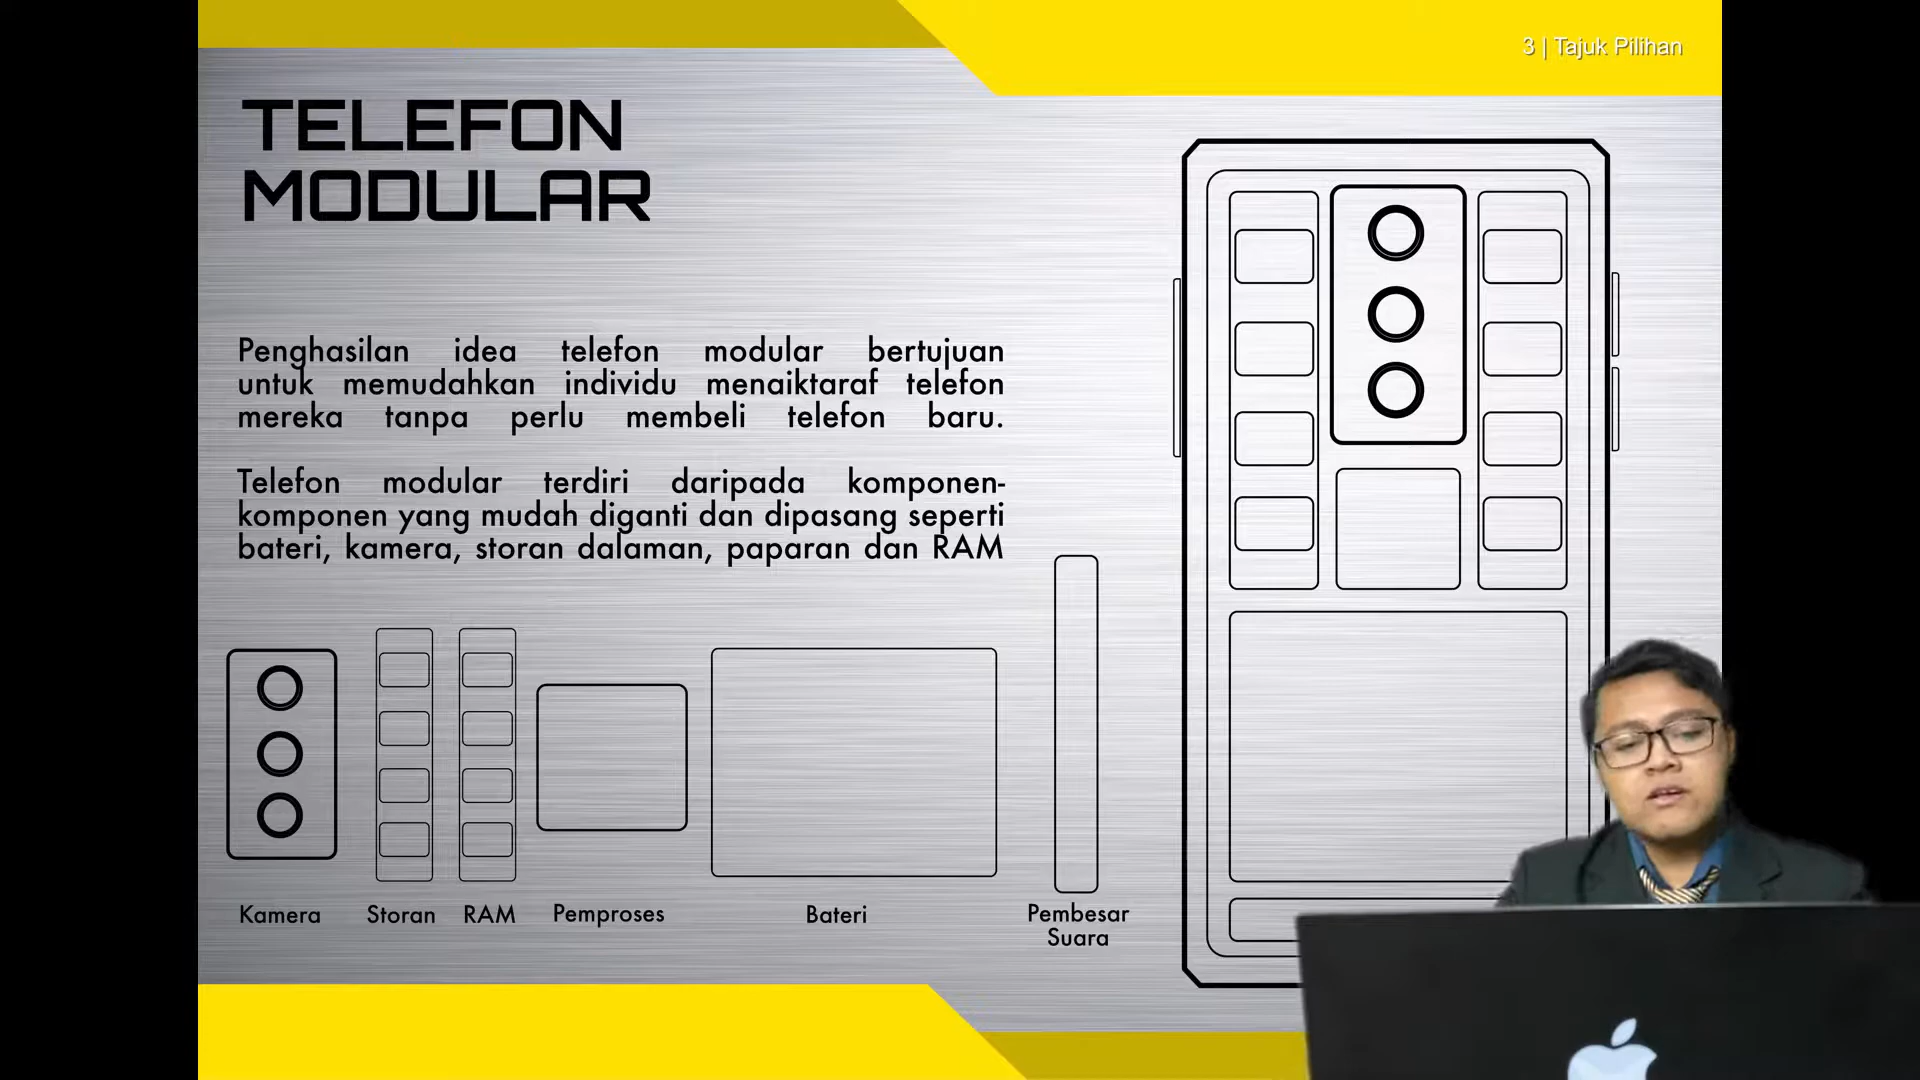 3 | Tajuk Pilihan
TELEFON
MODULAR
Penghasilan idea telefon modular bertujuan
untuk memudahkan individu menaiktaraf telefon
mereka tanpa perlu membeli telefon baru.
Telefon modular terdiri daripada komponen-
komponen yang mudah diganti dan dipasang seperti
bateri, kamera, storan dalaman, paparan dan RAM
Kamera
Storan
RAM
Pemproses
Bateri
Pembesar
Suara